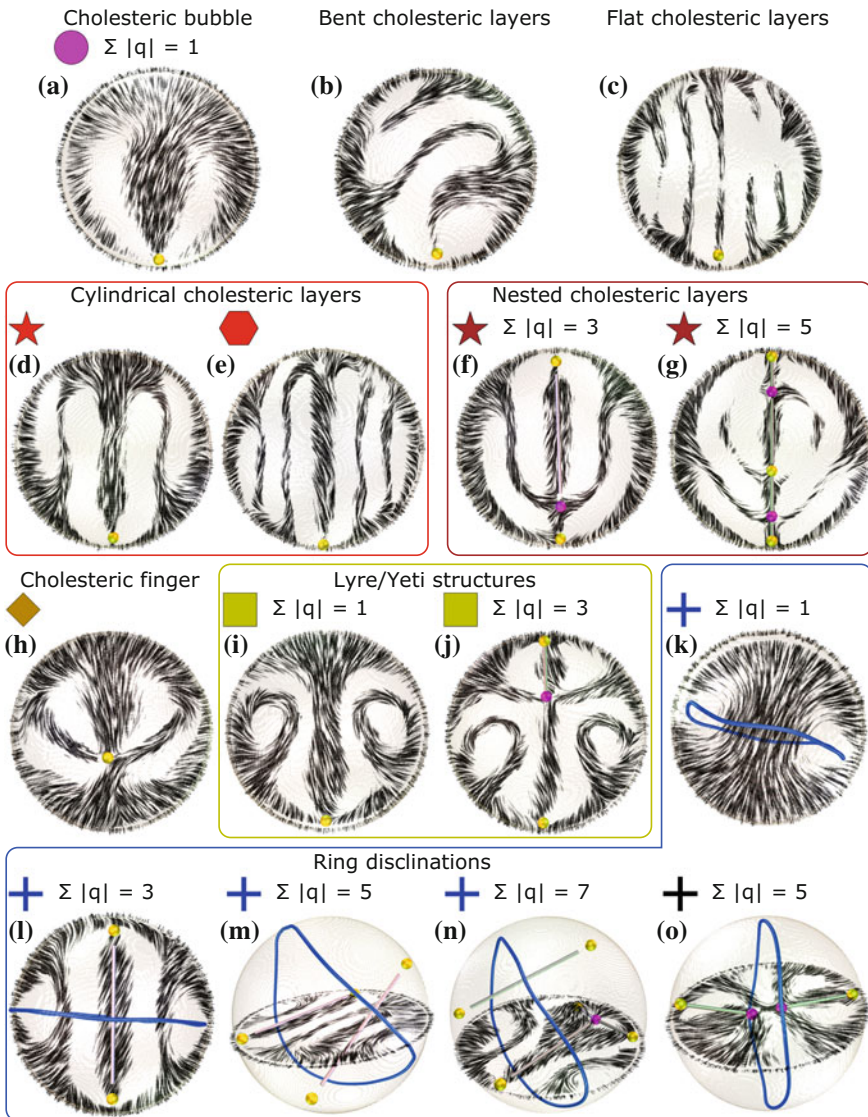 Cholesteric bubble
Bent cholesteric layers
Flat cholesteric layers
Σ |q| = 1
(a)
(b)
(c)
Cylindrical cholesteric layers
Nested cholesteric layers
Σ |q| = 3
Σ |q| = 5
(d)
(e)
(f)
(g)
Cholesteric finger
Lyre/Yeti structures
Σ |q| = 1
Σ |q| = 3
Σ |q| = 1
(h)
(i)
(j)
(k)
Ring disclinations
Σ |q| = 3
Σ |q| = 5
Σ |q| = 7
Σ |q| = 5
(l)
(m)
(n)
(o)